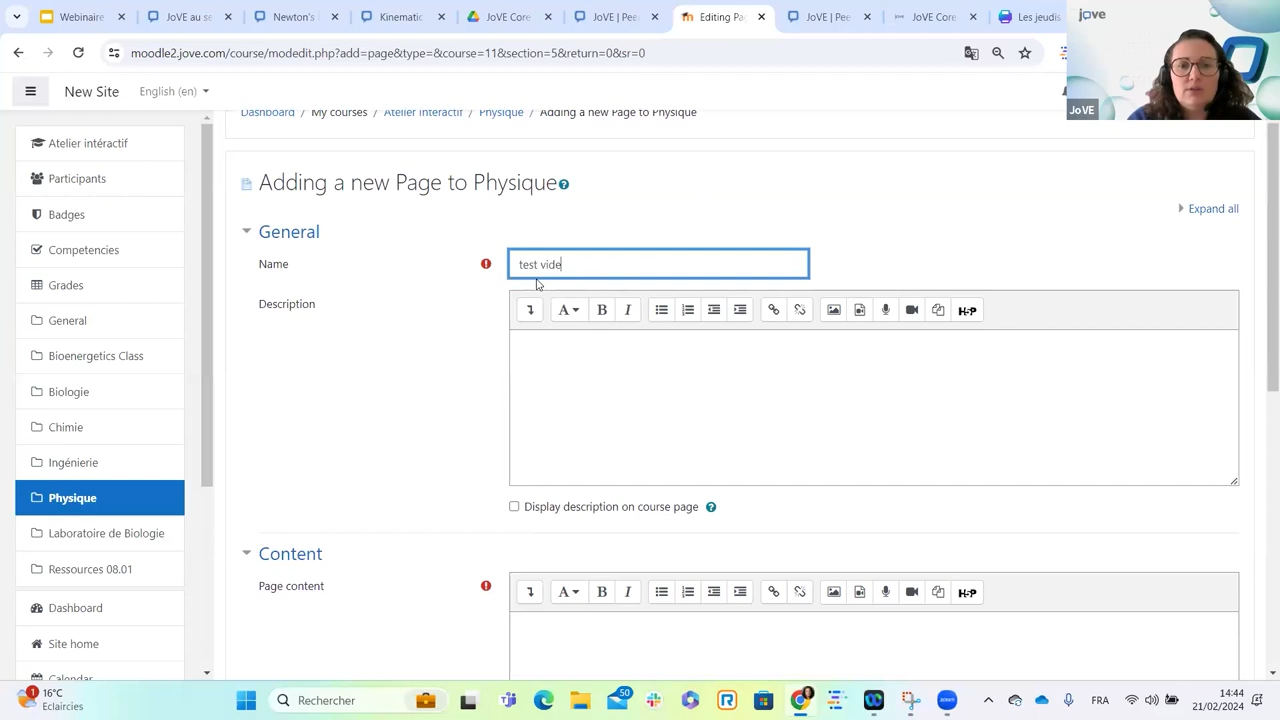 Webinaire
JoVE au se
Newton's
Kinematic
JoVE Core
JoVE | Pee
Editing Pa
JoVE | Pee
JoVE Core
Les jeudis
moodle2.jove.com/course/modedit.php?add=page&type=&course=11&section=5&return=0&sr=0
jove
JoVE
New Site
English (en)
Dashboard / My courses / Atelier intéractif / Physique / Adding a new Page to Physique
Atelier intéractif
Participants
Badges
Competencies
Grades
General
Bioenergetics Class
Biologie
Chimie
Ingénierie
Physique
Laboratoire de Biologie
Ressources 08.01
Dashboard
Site home
Calendar
Adding a new Page to Physique
Expand all
General
Name
test vide
Description
A B I
H-P
Display description on course page
Content
Page content
A B I
H-P
1
16°C
Eclaircies
Rechercher
50
FRA
14:44
21/02/2024